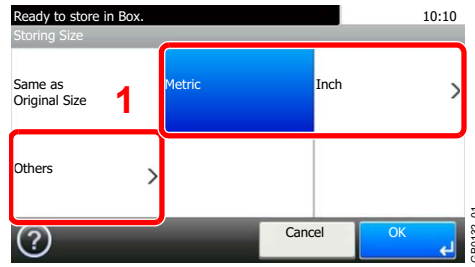 Ready to store in Box. 10:10
Storing Size
Same as
Original Size
1
Metric
Inch
Others
?
Cancel
OK
GB0132_01